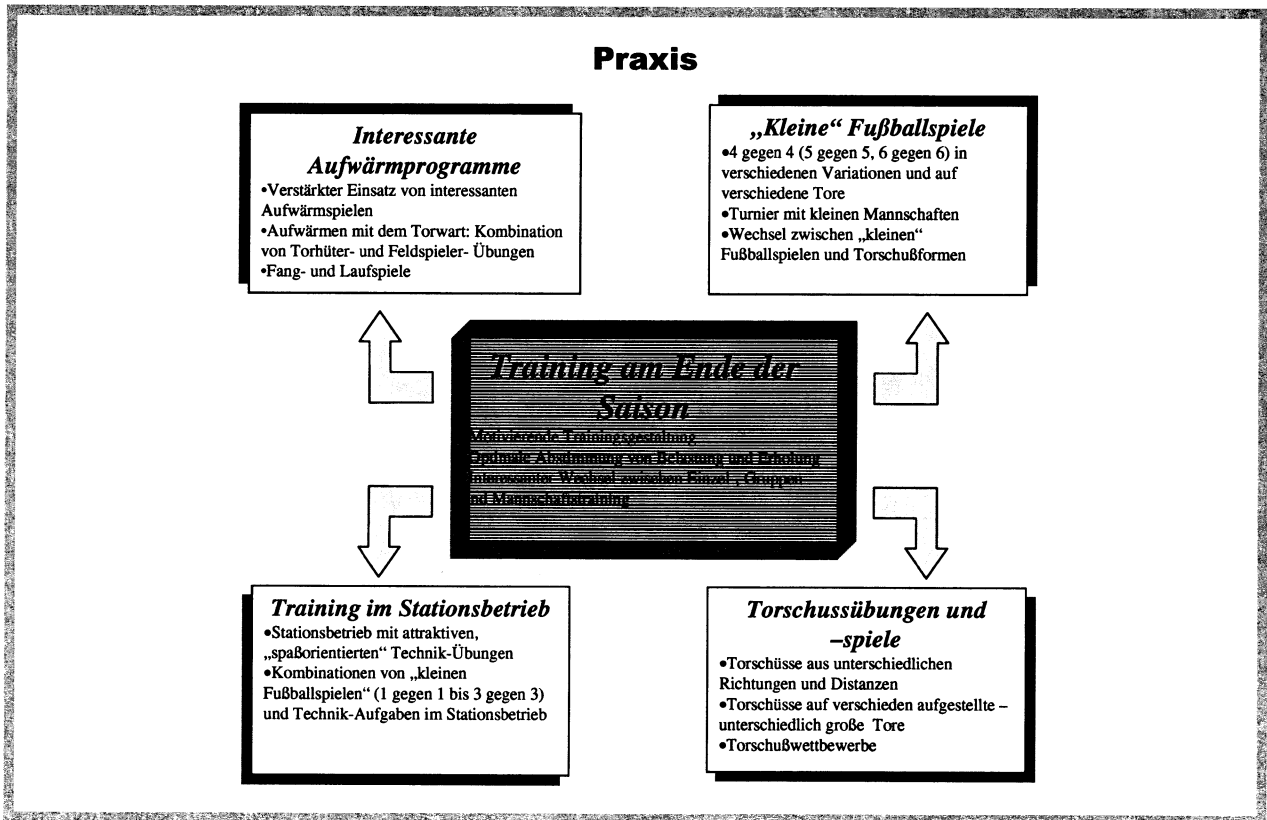 Praxis
Interessante
Aufwärmprogramme
•Verstärkter Einsatz von interessanten
Aufwärmspielen
•Aufwärmen mit dem Torwart: Kombination
von Torhüter- und Feldspieler- Übungen
•Fang- und Laufspiele
„Kleine“ Fußballspiele
•4 gegen 4 (5 gegen 5, 6 gegen 6) in
verschiedenen Variationen und auf
verschiedene Tore
•Turnier mit kleinen Mannschaften
•Wechsel zwischen „kleinen“
Fußballspielen und Torschußformen
Training am Ende der
Saison
Motivierende Trainingsgestaltung
Optimale Abstimmung von Belastung und Erholung
Interessanter Wechsel zwischen Einzel-, Gruppen
nd Mannschaftstraining
Training im Stationsbetrieb
•Stationsbetrieb mit attraktiven,
„spaßorientierten“ Technik-Übungen
•Kombinationen von „kleinen
Fußballspielen“ (1 gegen 1 bis 3 gegen 3)
und Technik-Aufgaben im Stationsbetrieb
Torschussübungen und
–spiele
•Torschüsse aus unterschiedlichen
Richtungen und Distanzen
•Torschüsse auf verschieden aufgestellte –
unterschiedlich große Tore
•Torschußwettbewerbe